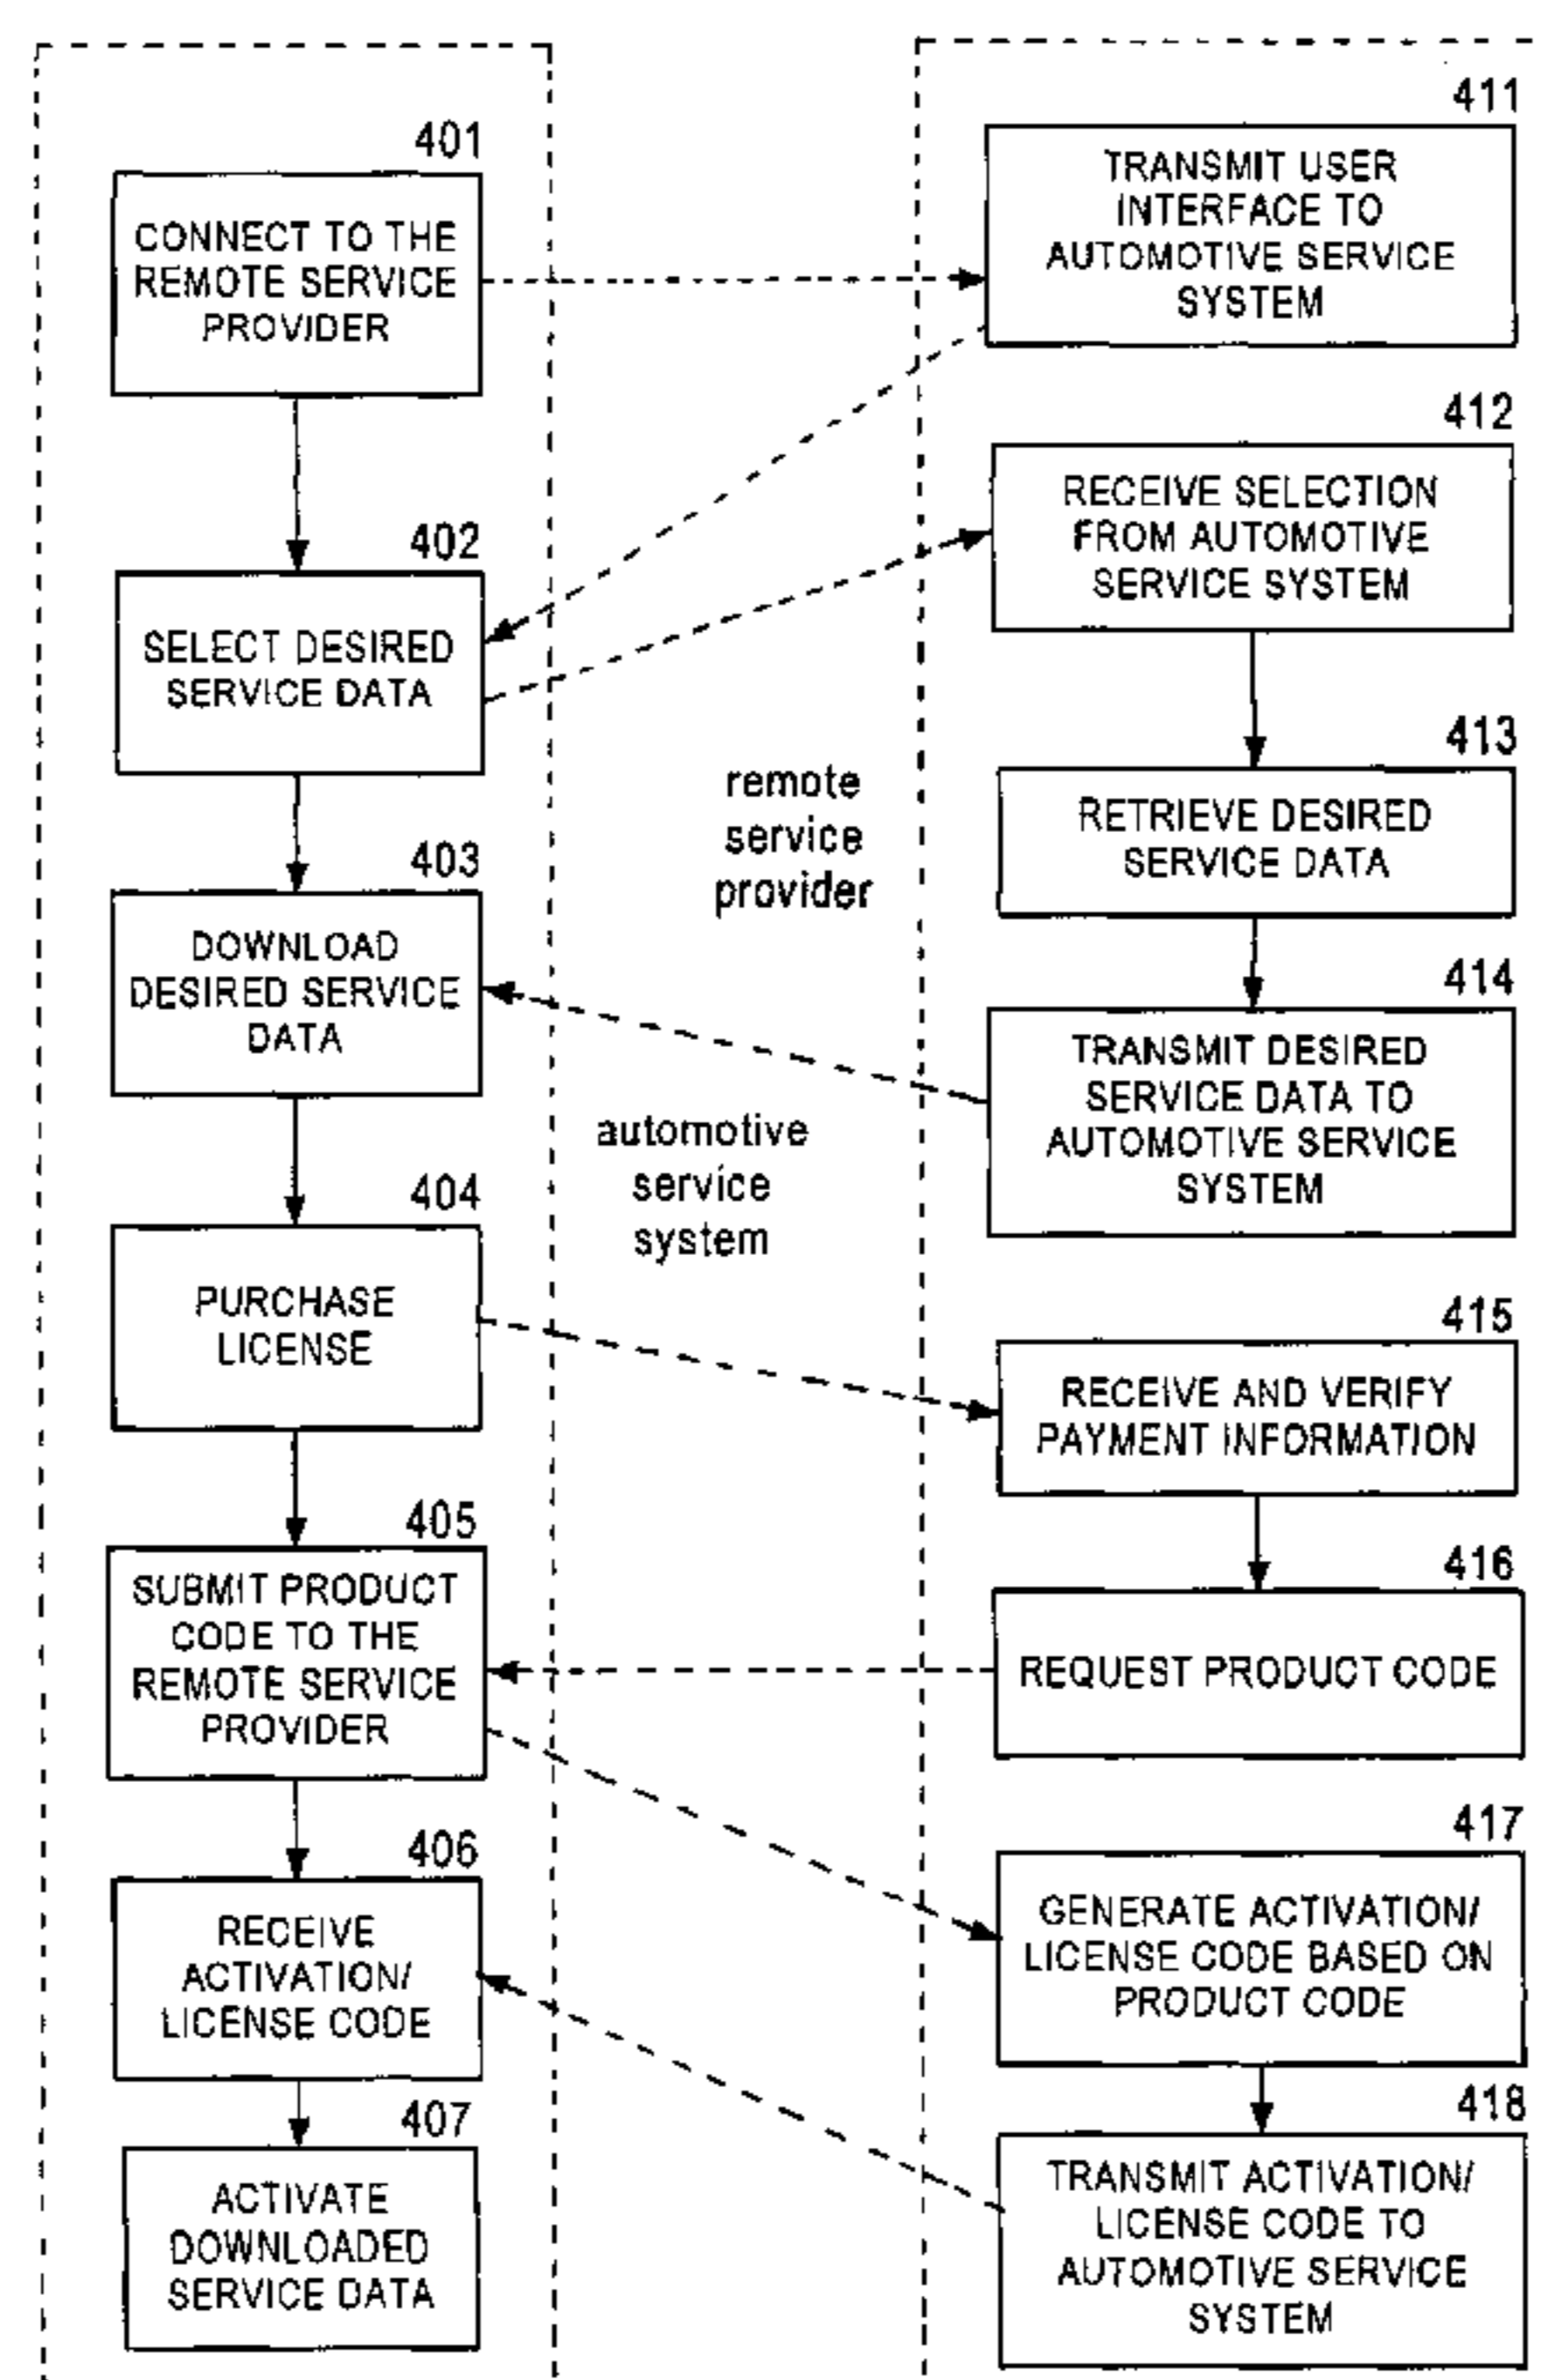 401
CONNECT TO THE
REMOTE SERVICE
PROVIDER
402
SELECT DESIRED
SERVICE DATA
403
DOWNLOAD
DESIRED SERVICE
DATA
404
PURCHASE
LICENSE
405
SUBMIT PRODUCT
CODE TO THE
REMOTE SERVICE
PROVIDER
406
RECEIVE
ACTIVATION/
LICENSE CODE
407
ACTIVATE
DOWNLOADED
SERVICE DATA
remote
service
provider
automotive
service
system
411
TRANSMIT USER
INTERFACE TO
AUTOMOTIVE SERVICE
SYSTEM
412
RECEIVE SELECTION
FROM AUTOMOTIVE
SERVICE SYSTEM
413
RETRIEVE DESIRED
SERVICE DATA
414
TRANSMIT DESIRED
SERVICE DATA TO
AUTOMOTIVE SERVICE
SYSTEM
415
RECEIVE AND VERIFY
PAYMENT INFORMATION
416
REQUEST PRODUCT CODE
417
GENERATE ACTIVATION/
LICENSE CODE BASED ON
PRODUCT CODE
418
TRANSMIT ACTIVATION/
LICENSE CODE TO
AUTOMOTIVE SERVICE
SYSTEM